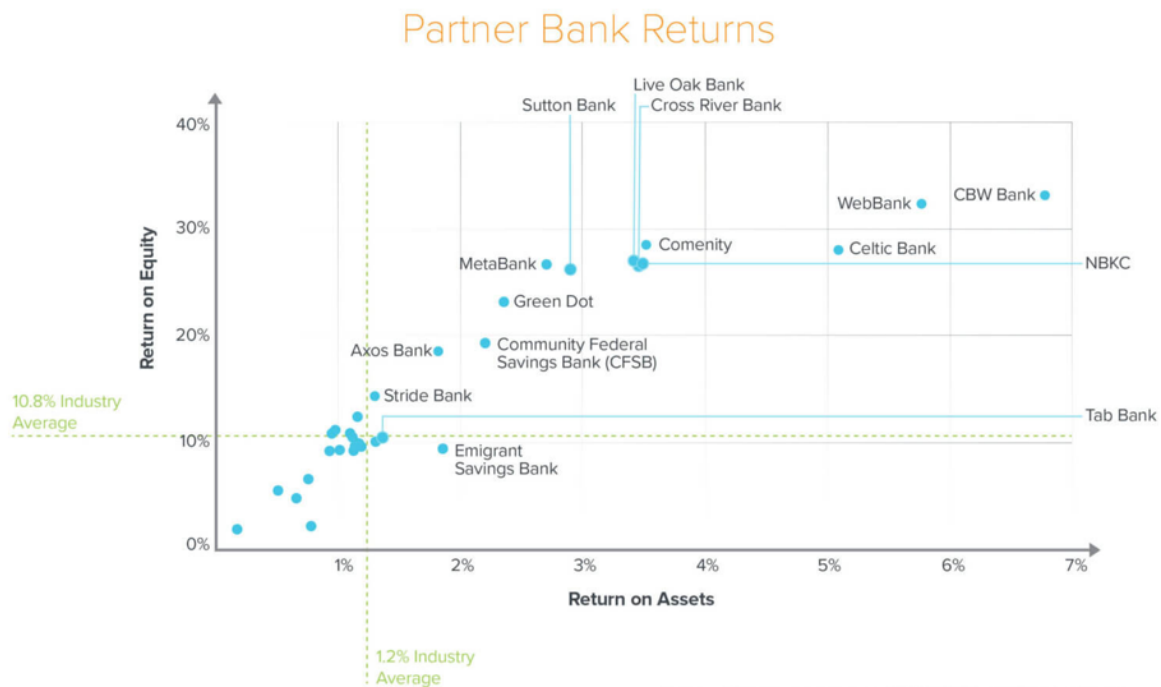 Partner Bank Returns
Live Oak Bank
Sutton Bank
Cross River Bank
40%
WebBank
CBW Bank
30%
Comenity
Celtic Bank
MetaBank
NBKC
Green Dot
Return on Equity
20%
Axos Bank
Community Federal
Savings Bank (CFSB)
Stride Bank
10.8% Industry
Average
Tab Bank
10%
Emigrant
Savings Bank
0%
1%
2%
3%
4%
5%
6%
7%
Return on Assets
1.2% Industry
Average